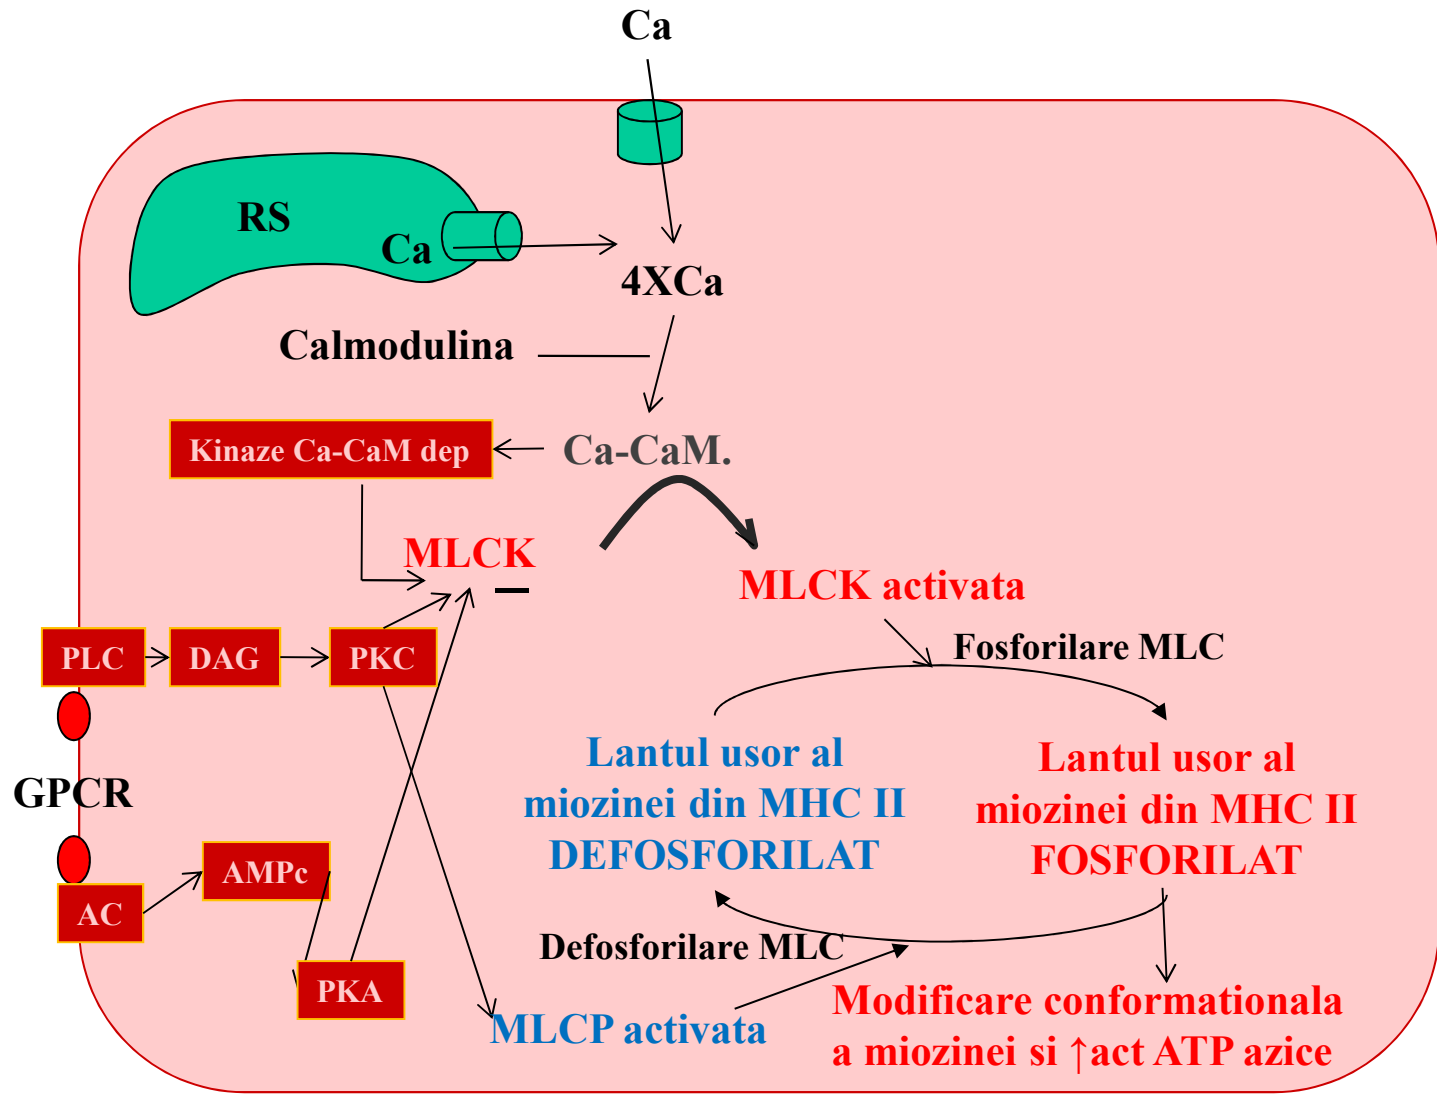 Ca
RS
Ca
4XCa
Calmodulina
Kinaze Ca-CaM dep
Ca-CaM.
MLCK
MLCK activata
Fosforilare MLC
PLC
DAG
PKC
GPCR
Lantul usor al
miozinei din MHC II
DEFOSFORILAT
Lantul usor al
miozinei din MHC II
FOSFORILAT
AMPc
AC
Defosforilare MLC
PKA
MLCP activata
Modificare conformationala
a miozinei si ↑act ATP azice